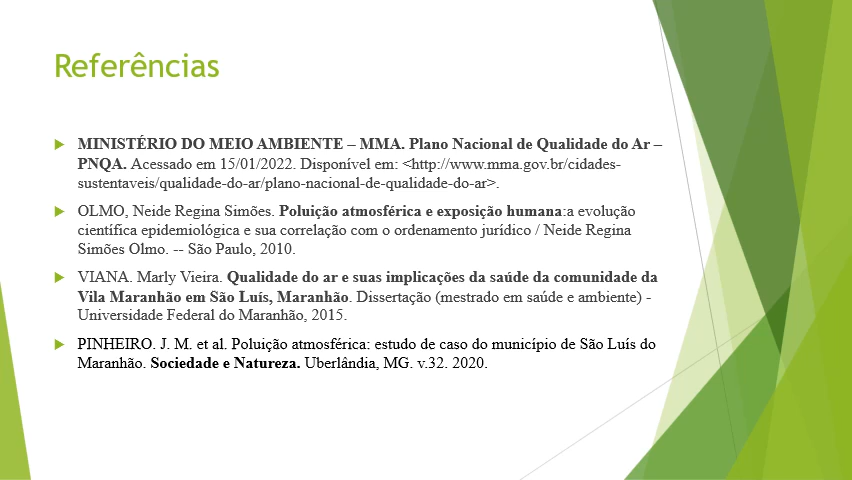 Referências
MINISTÉRIO DO MEIO AMBIENTE – MMA. Plano Nacional de Qualidade do Ar –
PNQA. Acessado em 15/01/2022. Disponível em: <http://www.mma.gov.br/cidades-
sustentaveis/qualidade-do-ar/plano-nacional-de-qualidade-do-ar>.
OLMO, Neide Regina Simões. Poluição atmosférica e exposição humana:a evolução
científica epidemiológica e sua correlação com o ordenamento jurídico / Neide Regina
Simões Olmo. -- São Paulo, 2010.
VIANA. Marly Vieira. Qualidade do ar e suas implicações da saúde da comunidade da
Vila Maranhão em São Luís, Maranhão. Dissertação (mestrado em saúde e ambiente) -
Universidade Federal do Maranhão, 2015.
PINHEIRO. J. M. et al. Poluição atmosférica: estudo de caso do município de São Luís do
Maranhão. Sociedade e Natureza. Uberlândia, MG. v.32. 2020.